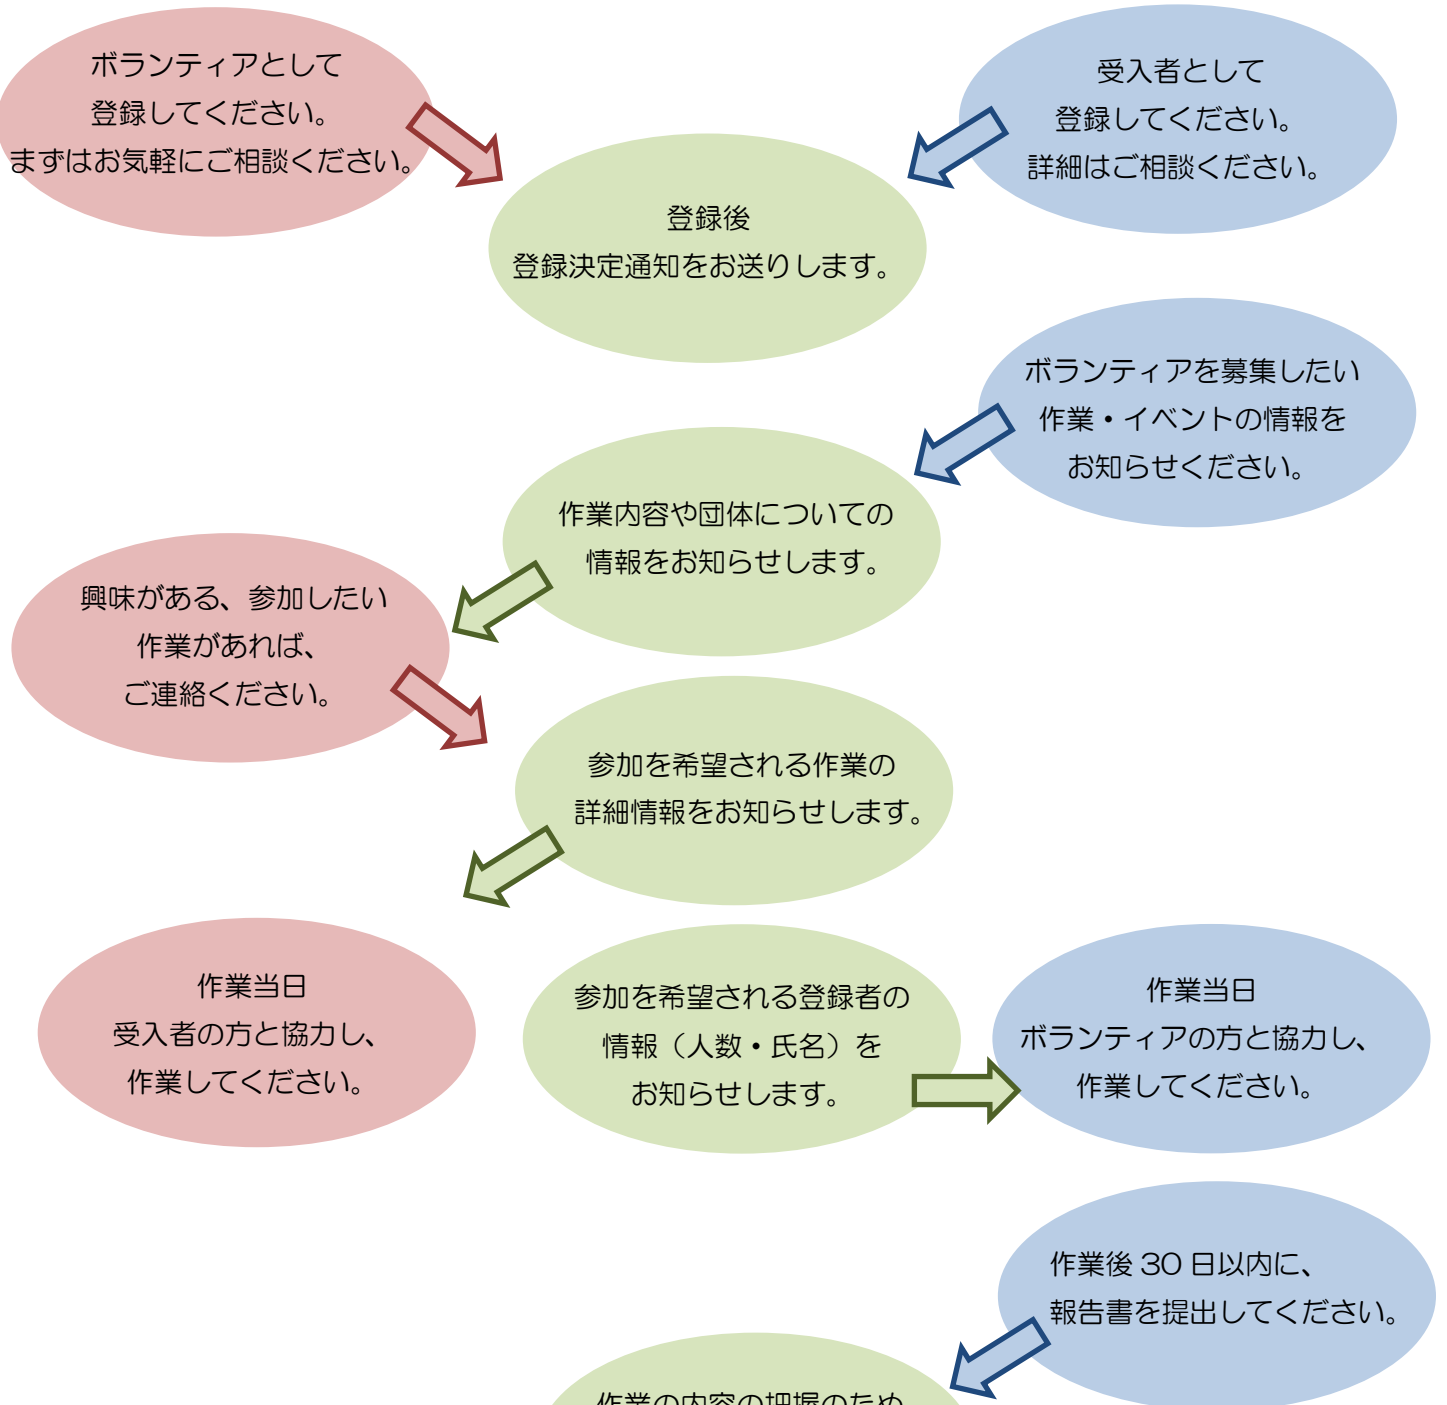 ボランティアとして
登録してください。
まずはお気軽にご相談ください。
受入者として
登録してください。
詳細はご相談ください。
登録後
登録決定通知をお送りします。
ボランティアを募集したい
作業・イベントの情報を
お知らせください。
作業内容や団体についての
情報をお知らせします。
興味がある、参加したい
作業があれば、
ご連絡ください。
参加を希望される作業の
詳細情報をお知らせします。
作業当日
受入者の方と協力し、
作業してください。
参加を希望される登録者の
情報（人数・氏名）を
お知らせします。
作業当日
ボランティアの方と協力し、
作業してください。
作業後 30 日以内に、
報告書を提出してください。
作業の内容の把握のため